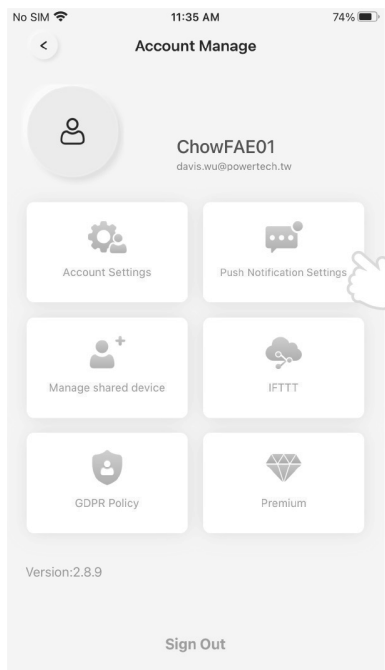 No SIM 11:35 AM 74%
Account Manage
ChowFAE01
davis.wu@powertech.tw
Account Settings Push Notification Settings
Manage shared device IFTTT
GDPR Policy Premium
Version:2.8.9
Sign Out